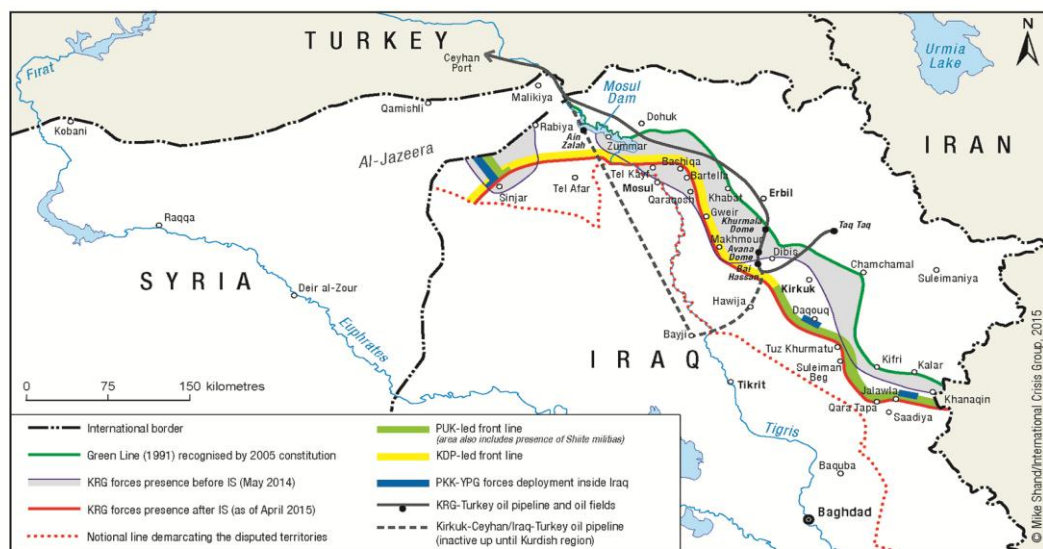 TURKEY
Ceyhan
Port
Urmia
Lake
N
Fırat
Malikiya
Qamishli
Mosul
Dam
Dohuk
Kobani
Rabiya
Ain
Zalah
Zummar
IRAN
Al-Jazeera
Bashiqa
Tel Kayf
Bartella
Mosul
Tel Afar
Sinjar
Qaraqosh
Khabat
Erbil
Gweir
Khurmala
Dome
Taq Taq
Raqqa
Makhmour
Avana
Dome
Dibis
Bai
Hassan
Chamchamal
Suleimaniya
SYRIA
Kirkuk
Deir al-Zour
Hawija
Daqouq
Euphrates
Bayji
IRAQ
Tuz Khurmatu
Kifri
Kalar
Suleiman
Beg
Tikrit
Jalawla
Khanaqin
Qara Tapa
Saadiya
Tigris
Baquba
Baghdad
0 75 150 kilometres
International border
Green Line (1991) recognised by 2005 constitution
KRG forces presence before IS (May 2014)
KRG forces presence after IS (as of April 2015)
Notional line demarcating the disputed territories
PUK-led front line
(area also includes presence of Shiite militias)
KDP-led front line
PKK-YPG forces deployment inside Iraq
KRG-Turkey oil pipeline and oil fields
Kirkuk-Ceyhan/Iraq-Turkey oil pipeline
(inactive up until Kurdish region)
© Mike Shand/International Crisis Group, 2015